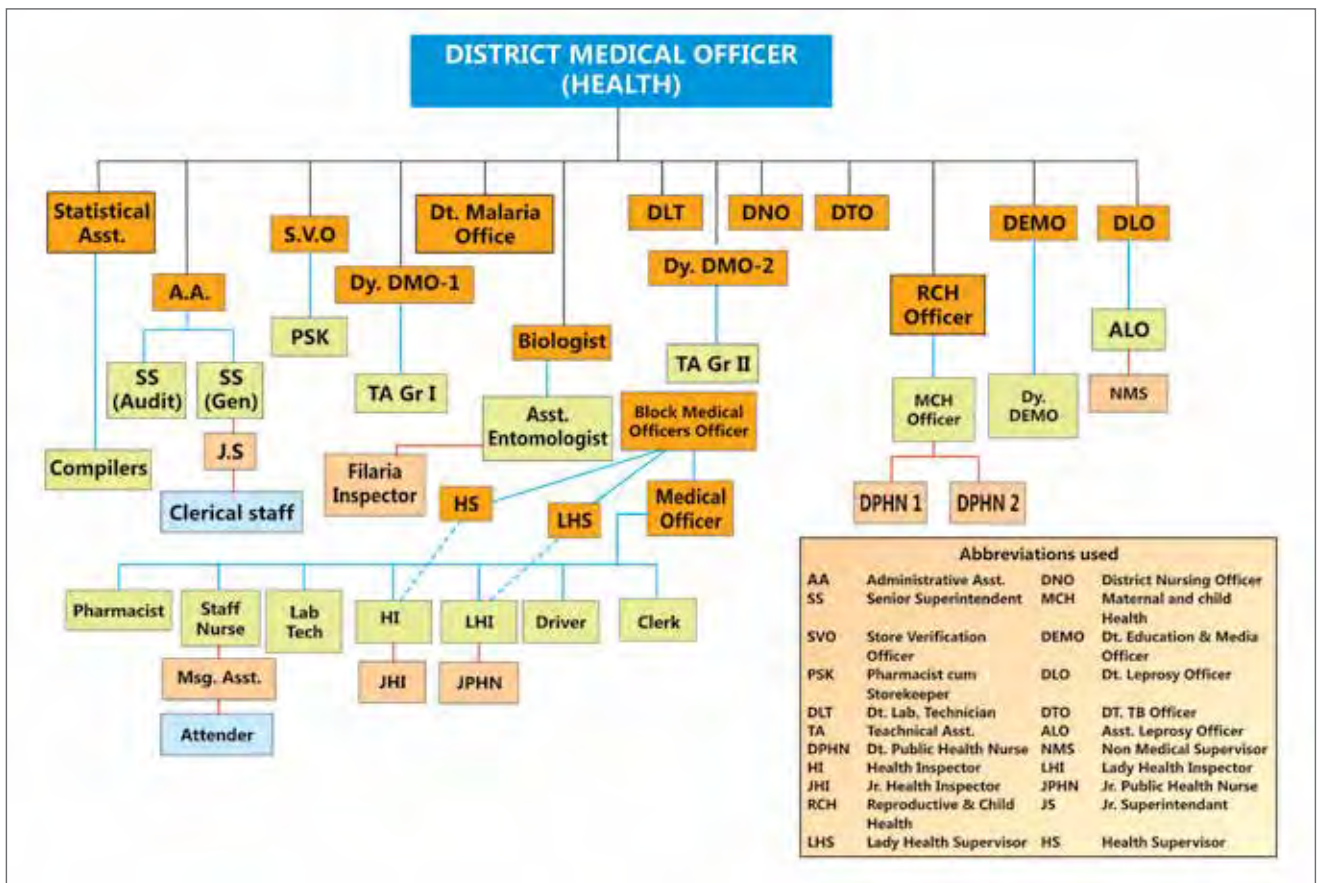 DISTRICT MEDICAL OFFICER
(HEALTH)
Statistical
Asst.
A.A.
S.V.O
Dy. DMO-1
Dt. Malaria
Office
Biologist
DLT
Dy. DMO-2
DNO
DTO
RCH
Officer
DEMO
DLO
SS
(Audit)
SS
(Gen)
PSK
TA Gr I
TA Gr II
ALO
MCH
Officer
Dy.
DEMO
NMS
Compilers
J.S
Clerical staff
Asst.
Entomologist
Filaria
Inspector
Block Medical
Officers Officer
HS
LHS
Medical
Officer
DPHN 1
DPHN 2
Pharmacist
Staff
Nurse
Lab
Tech
HI
LHI
Driver
Clerk
Msg. Asst.
JHI
JPHN
Attender
Abbreviations used
AA Administrative Asst. DNO District Nursing Officer
SS Senior Superintendent MCH Maternal and child
Health
SVO Store Verification DEMO Dt. Education & Media
Officer Officer
PSK Pharmacist cum DLO Dt. Leprosy Officer
Storekeeper
DLT Dt. Lab. Technician DTO DT. TB Officer
TA Teachnical Asst. ALO Asst. Leprosy Officer
DPHN Dt. Public Health Nurse NMS Non Medical Supervisor
HI Health Inspector LHI Lady Health Inspector
JHI Jr. Health Inspector JPHN Jr. Public Health Nurse
RCH Reproductive & Child JS Jr. Superintendant
Health
LHS Lady Health Supervisor HS Health Supervisor